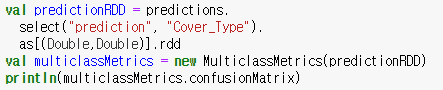 val predictionRDD = predictions.
select("prediction", "Cover_Type").
as[(Double,Double)].rdd
val multiclassMetrics = new MulticlassMetrics(predictionRDD)
println(multiclassMetrics.confusionMatrix)